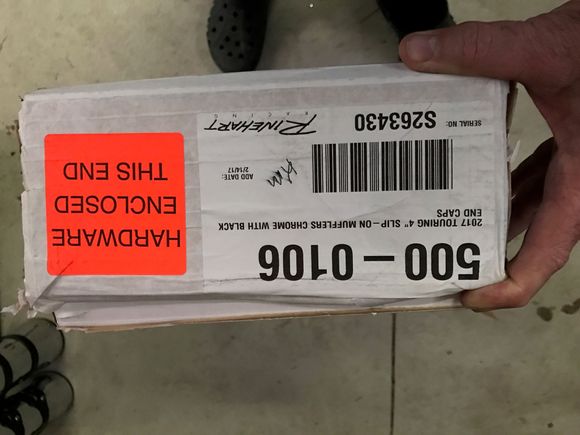 500 – 0106
2017 TOURING 4" SLIP – ON MUFFLERS CHROME WITH BLACK
END CAPS
ADD DATE:
2/14/17
SERIAL NO:
S263430
RINEHART
RACING
HARDWARE
ENCLOSED
THIS END